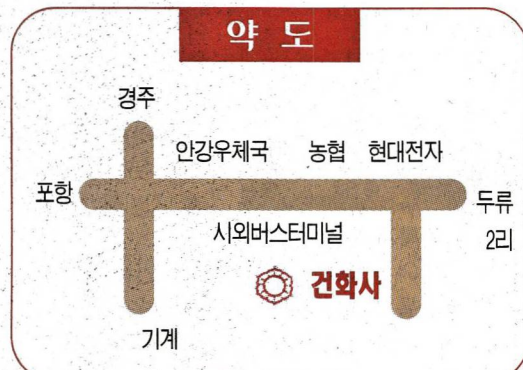 약 도
경주
안강우체국 농협 현대전자
포항
두류
2리
시외버스터미널
건화사
기계